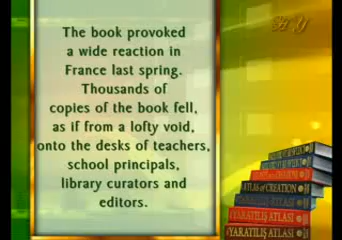 The book provoked
a wide reaction in
France last spring.
Thousands of
copies of the book fell,
as if from a lofty void,
onto the desks of teachers,
school principals,
library curators and
editors.
ATLAS of CREATION
YARATILIŞ ATLASI
YARATILIŞ ATLASI
YARATILIŞ ATLASI